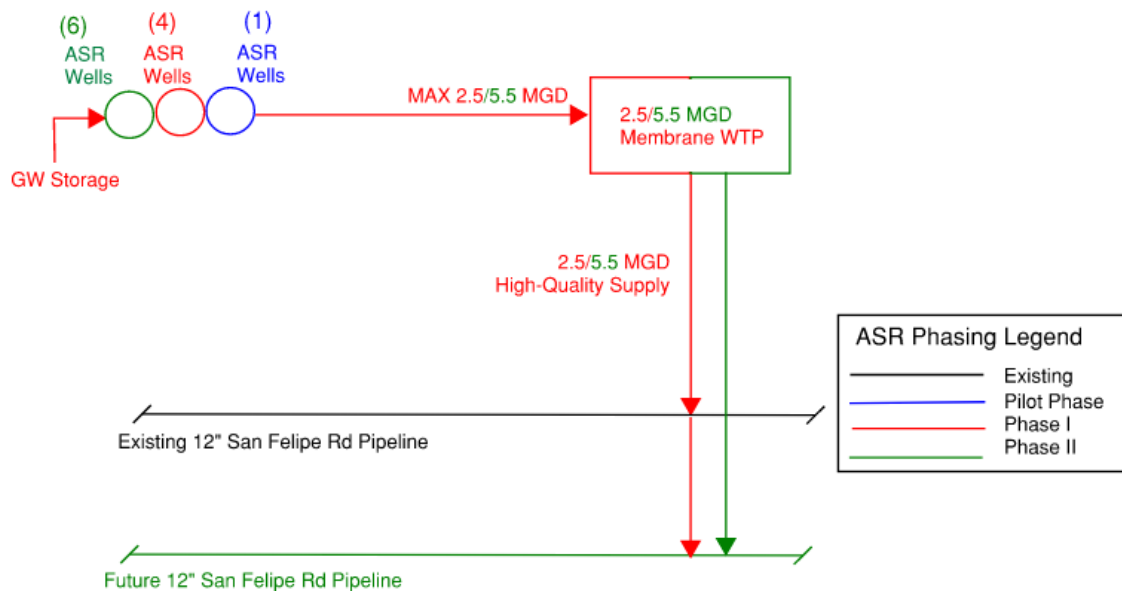 (6)
ASR
Wells
(4)
ASR
Wells
(1)
ASR
Wells
GW Storage
MAX 2.5/5.5 MGD
2.5/5.5 MGD
Membrane WTP
2.5/5.5 MGD
High-Quality Supply
ASR Phasing Legend
Existing
Pilot Phase
Phase I
Phase II
Existing 12" San Felipe Rd Pipeline
Future 12" San Felipe Rd Pipeline